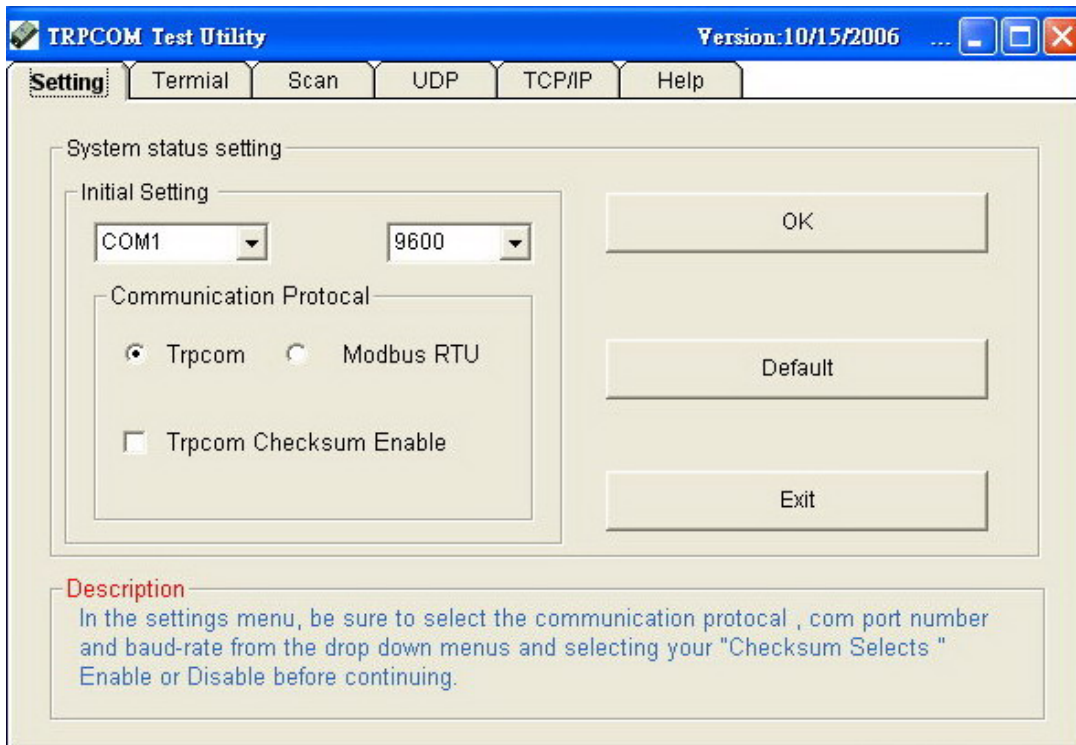 TRPCOM Test Utility Version:10/15/2006 ...
Setting Termial Scan UDP TCP/IP Help
System status setting
Initial Setting
COM1 9600
OK
Communication Protocal
Trpcom Modbus RTU
Default
Trpcom Checksum Enable
Exit
Description
In the settings menu, be sure to select the communication protocal , com port number
and baud-rate from the drop down menus and selecting your "Checksum Selects "
Enable or Disable before continuing.